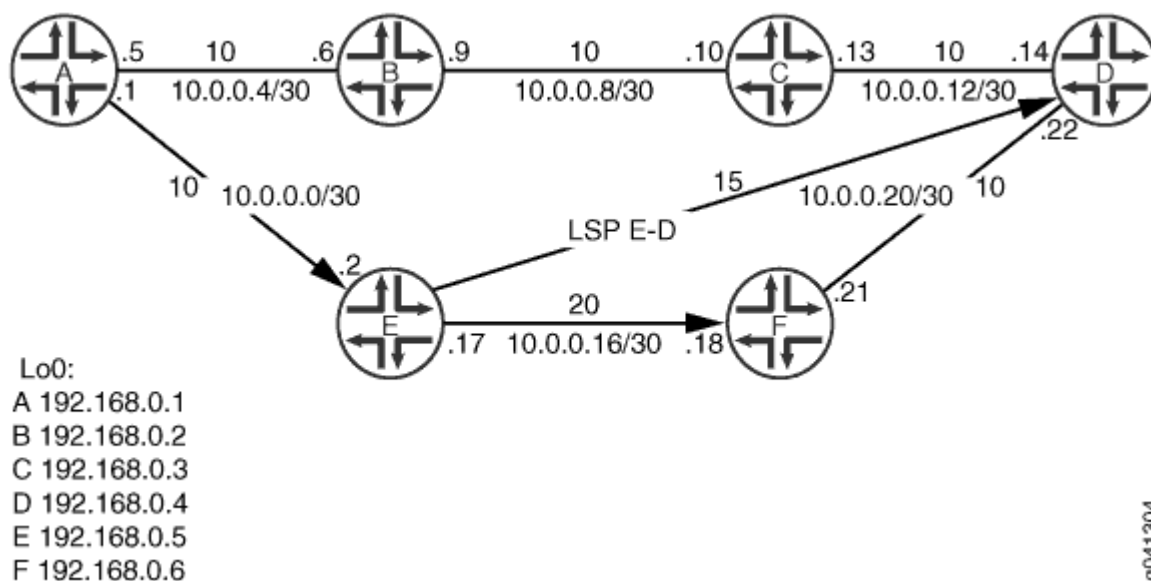 .5 10 .6 .9 10 .10 .13 10 .14
A B C D
.1 10.0.0.4/30 10.0.0.8/30 10.0.0.12/30
.22
10 10.0.0.0/30 15 10.0.0.20/30 10
LSP E-D
.2
20 .21
E F
.17 10.0.0.16/30 .18
Lo0:
A 192.168.0.1
B 192.168.0.2
C 192.168.0.3
D 192.168.0.4
E 192.168.0.5
F 192.168.0.6
g041304